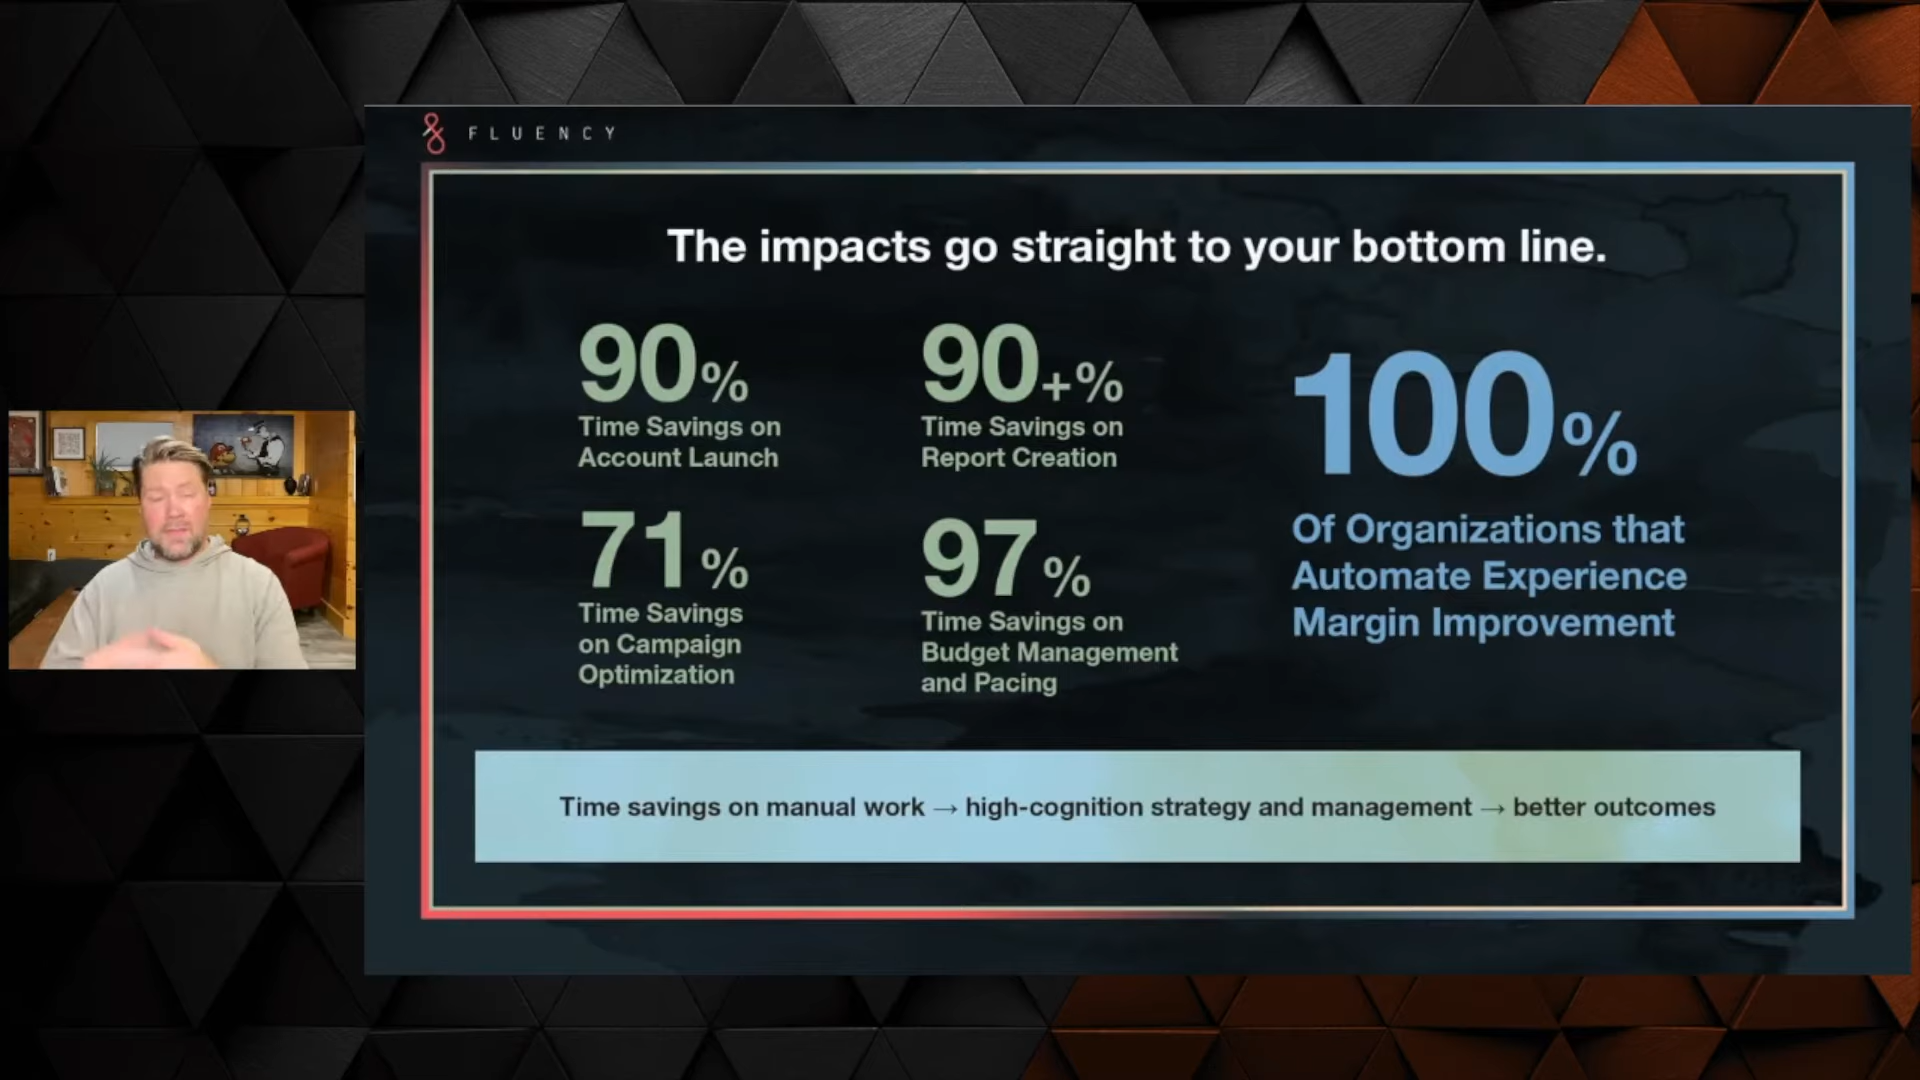 FLUENCY
The impacts go straight to your bottom line.
90%
Time Savings on
Account Launch
90+%
Time Savings on
Report Creation
71%
Time Savings
on Campaign
Optimization
97%
Time Savings on
Budget Management
and Pacing
100%
Of Organizations that
Automate Experience
Margin Improvement
Time savings on manual work → high-cognition strategy and management → better outcomes